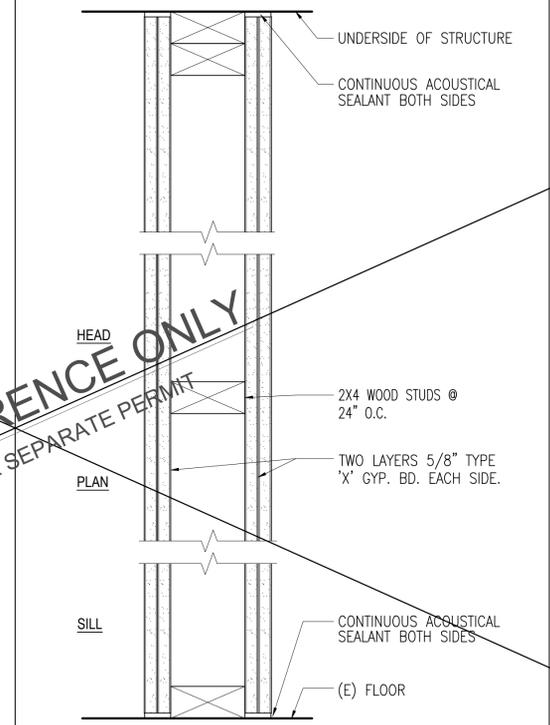 UNDERSIDE OF STRUCTURE
CONTINUOUS ACOUSTICAL
SEALANT BOTH SIDES
HEAD
ONLY
SEPARATE PERMIT
2X4 WOOD STUDS @
24" O.C.
TWO LAYERS 5/8" TYPE
'X' GYP. BD. EACH SIDE.
PLAN
SILL
CONTINUOUS ACOUSTICAL
SEALANT BOTH SIDES
(E) FLOOR